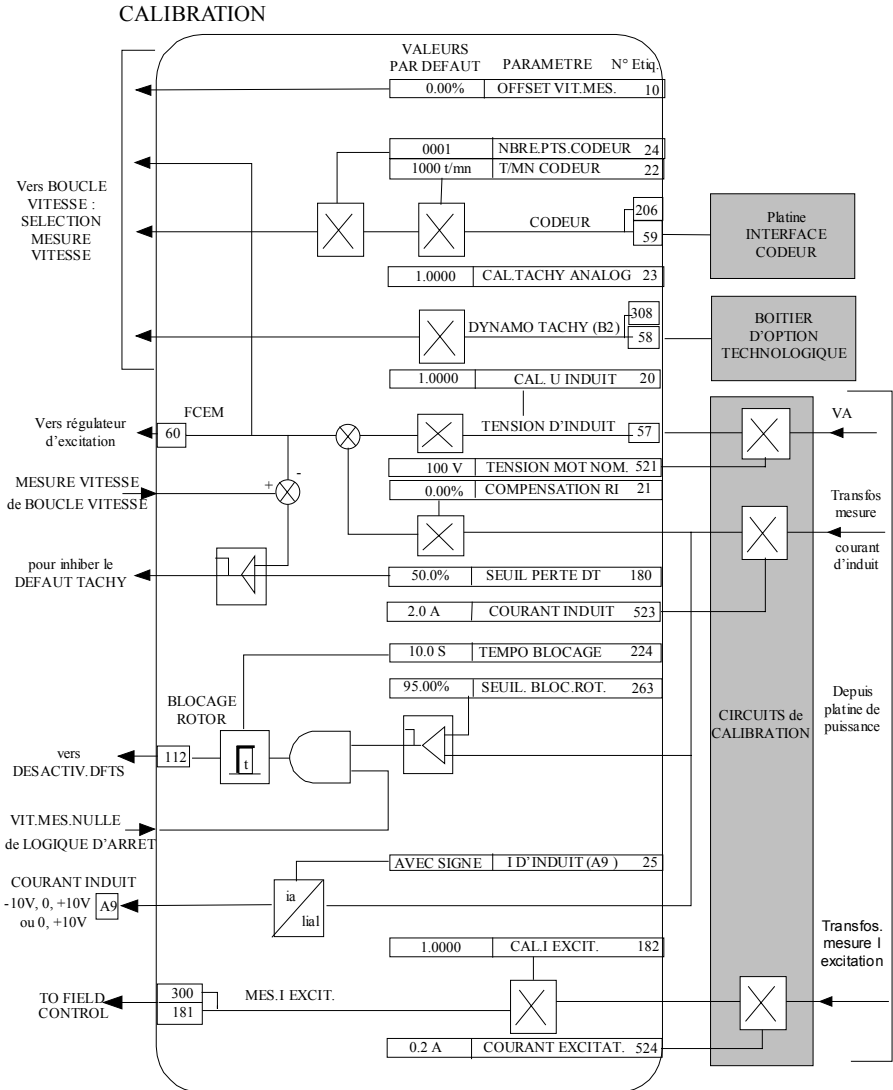 CALIBRATION
VALEURS
PAR DEFAUT PARAMETRE N° Etiq.
0.00% OFFSET VIT.MES. 10
0001 NBRE.PTS.CODEUR 24
1000 t/mn T/MN CODEUR 22
Vers BOUCLE
VITESSE :
SELECTION
MESURE
VITESSE
CODEUR
206
59
Platine
INTERFACE
CODEUR
1.0000 CAL.TACHY ANALOG 23
DYNAMO TACHY (B2)
308
58
BOITIER
D'OPTION
TECHNOLOGIQUE
1.0000 CAL. U INDUIT 20
Vers régulateur
d'excitation
60
FCEM
TENSION D'INDUIT
57
VA
100 V TENSION MOT NOM. 521
0.00% COMPENSATION RI 21
MESURE VITESSE
de BOUCLE VITESSE
+
-
Transfos
mesure
courant
d'induit
pour inhiber le
DEFAUT TACHY
50.0% SEUIL PERTE DT 180
2.0 A COURANT INDUIT 523
10.0 S TEMPO BLOCAGE 224
95.00% SEUIL. BLOC.ROT. 263
BLOCAGE
ROTOR
CIRCUITS de
CALIBRATION
Depuis
platine de
puissance
vers
DESACTIV.DFTS
112
t
VIT.MES.NULLE
de LOGIQUE D'ARRET
AVEC SIGNE I D'INDUIT (A9 ) 25
COURANT INDUIT
-10V, 0, +10V
ou 0, +10V
A9
ia
lial
1.0000 CAL.I EXCIT. 182
Transfos.
mesure I
excitation
TO FIELD
CONTROL
300
181
MES.I EXCIT.
0.2 A COURANT EXCITAT. 524